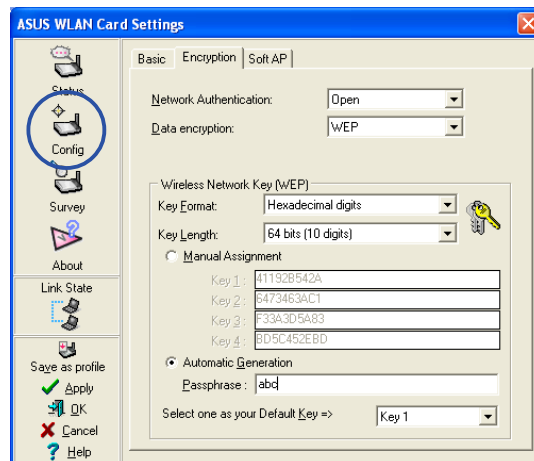 ASUS WLAN Card Settings
Status
Config
Survey
About
Link State
Save as profile
Apply
OK
Cancel
Help
Basic
Encryption
Soft AP
Network Authentication: Open
Data encryption: WEP
Wireless Network Key (WEP)
Key Format: Hexadecimal digits
Key Length: 64 bits (10 digits)
Manual Assignment
Key 1 : 41192B542A
Key 2 : 6473463AC1
Key 3 : F33A3D5A83
Key 4 : BD5C452EBD
Automatic Generation
Passphrase : abc
Select one as your Default Key => Key 1